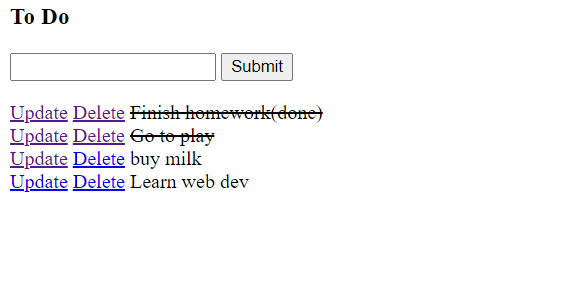 To Do
Submit
Update Delete Finish homework(done)
Update Delete Go to play
Update Delete buy milk
Update Delete Learn web dev